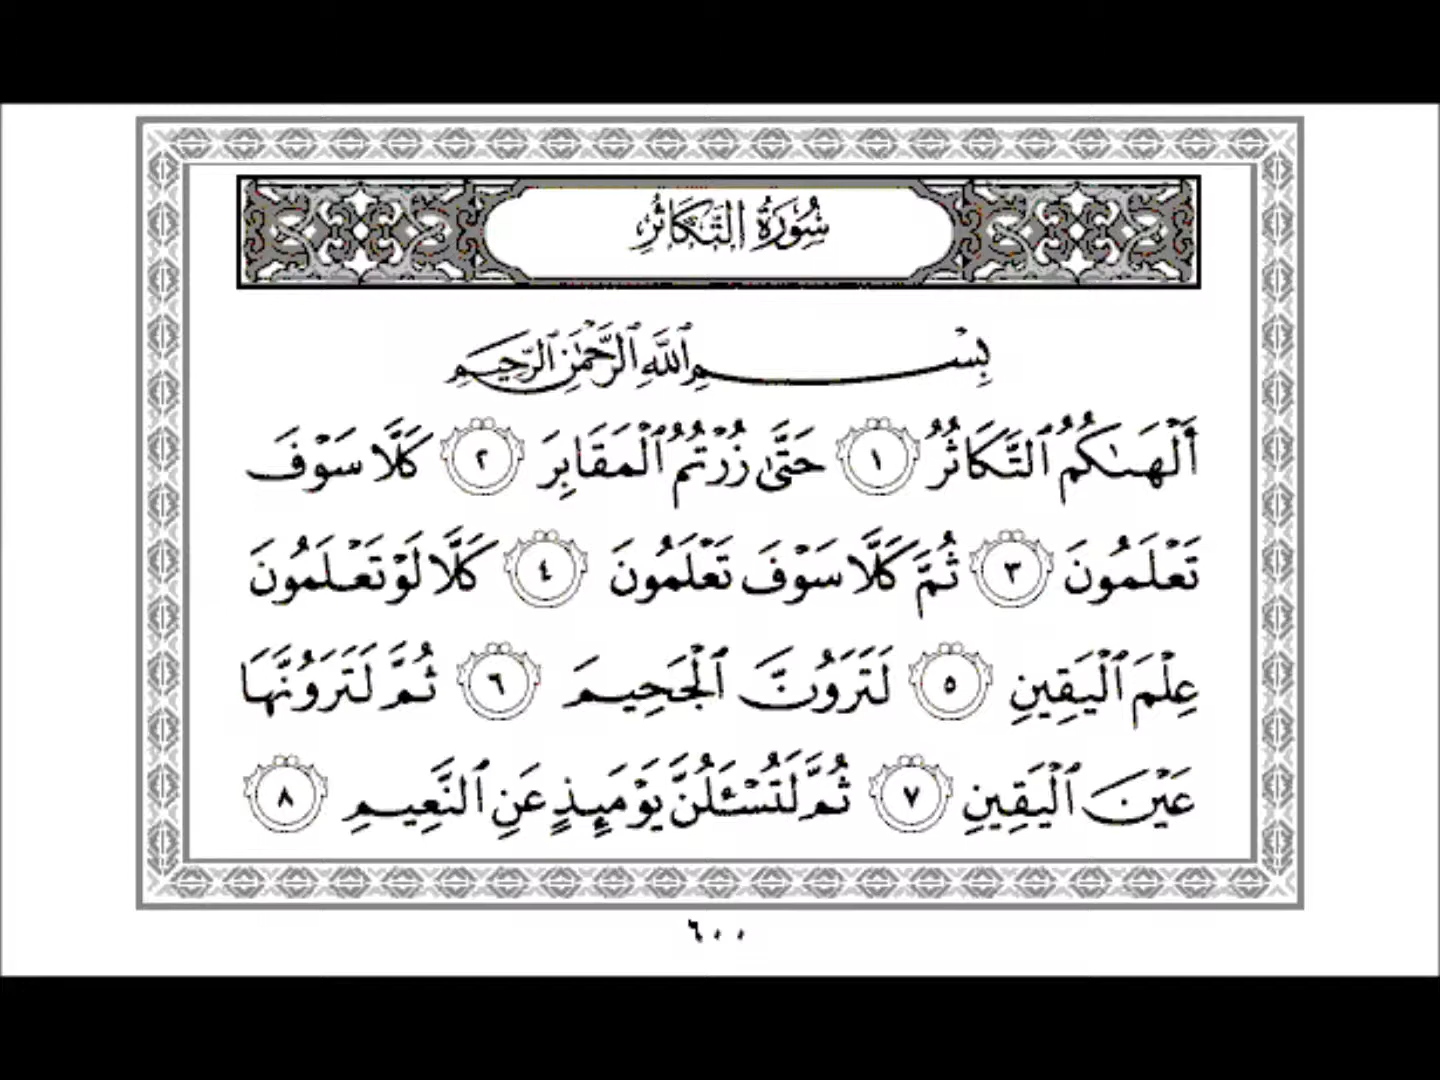 سُورَةُ التَّكَاثُرِ
بِسْمِ ٱللَّهِ ٱلرَّحْمَٰنِ ٱلرَّحِيمِ
أَلْهَىٰكُمُ ٱلتَّكَاثُرُ ١ حَتَّىٰ زُرْتُمُ ٱلْمَقَابِرَ ٢ كَلَّا سَوْفَ
تَعْلَمُونَ ٣ ثُمَّ كَلَّا سَوْفَ تَعْلَمُونَ ٤ كَلَّا لَوْ تَعْلَمُونَ
عِلْمَ ٱلْيَقِينِ ٥ لَتَرَوُنَّ ٱلْجَحِيمَ ٦ ثُمَّ لَتَرَوُنَّهَا
عَيْنَ ٱلْيَقِينِ ٧ ثُمَّ لَتُسْـَٔلُنَّ يَوْمَئِذٍ عَنِ ٱلنَّعِيمِ ٨
٦٠٠